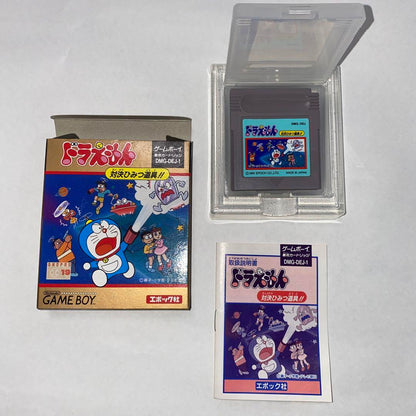 ドラえもん
対決ひみつ道具!!
ゲームボーイ
専用カートリッジ
DMG-DEJ-1
GAME BOY
エポック社
DMG-DEJ
ドラえもん
対決ひみつ道具!!
MADE IN JAPAN
取扱説明書
ゲームボーイ
専用カートリッジ
DMG-DEJ-1
ドラえもん
対決ひみつ道具!!
エポック社